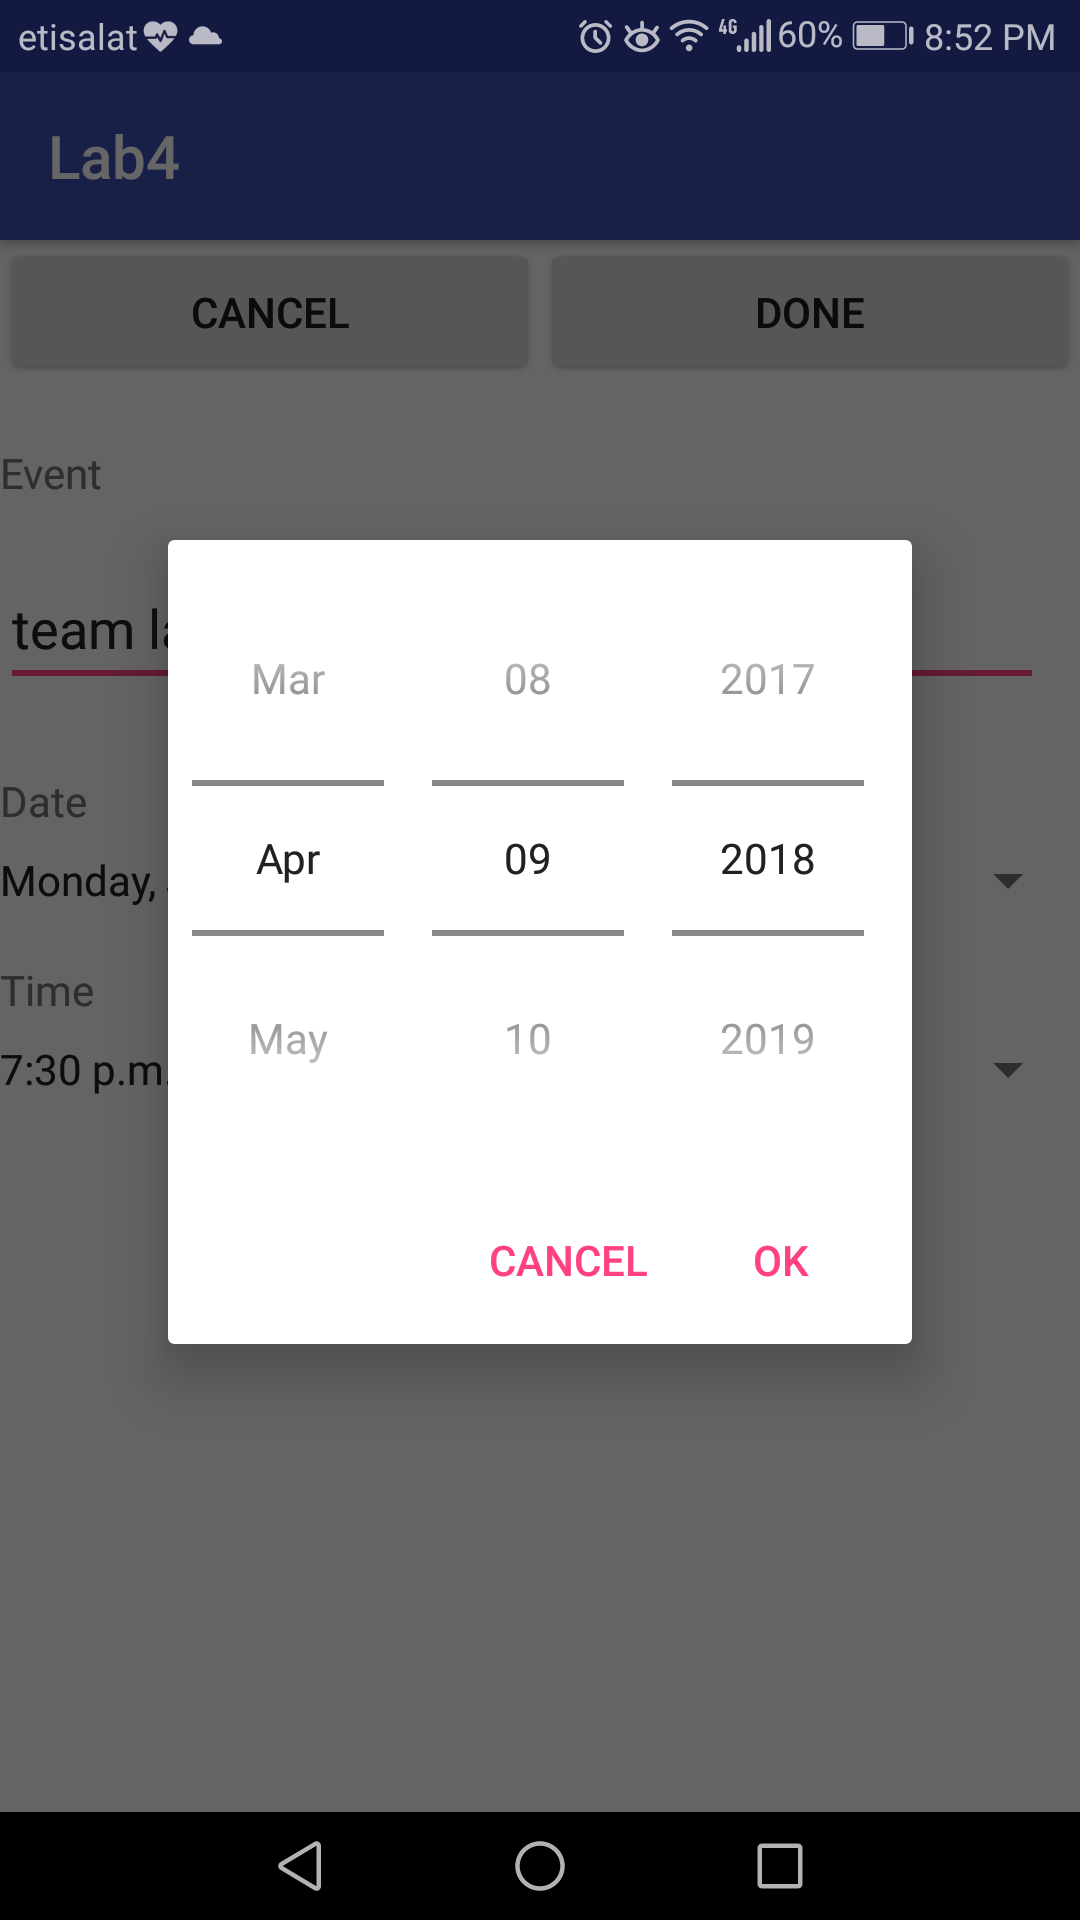 etisalat 4G 60% 8:52 PM
Lab4
CANCEL DONE
Event
team
Mar 08 2017
Date
Apr 09 2018
Monday,
Time
May 10 2019
7:30 p.m.
CANCEL OK